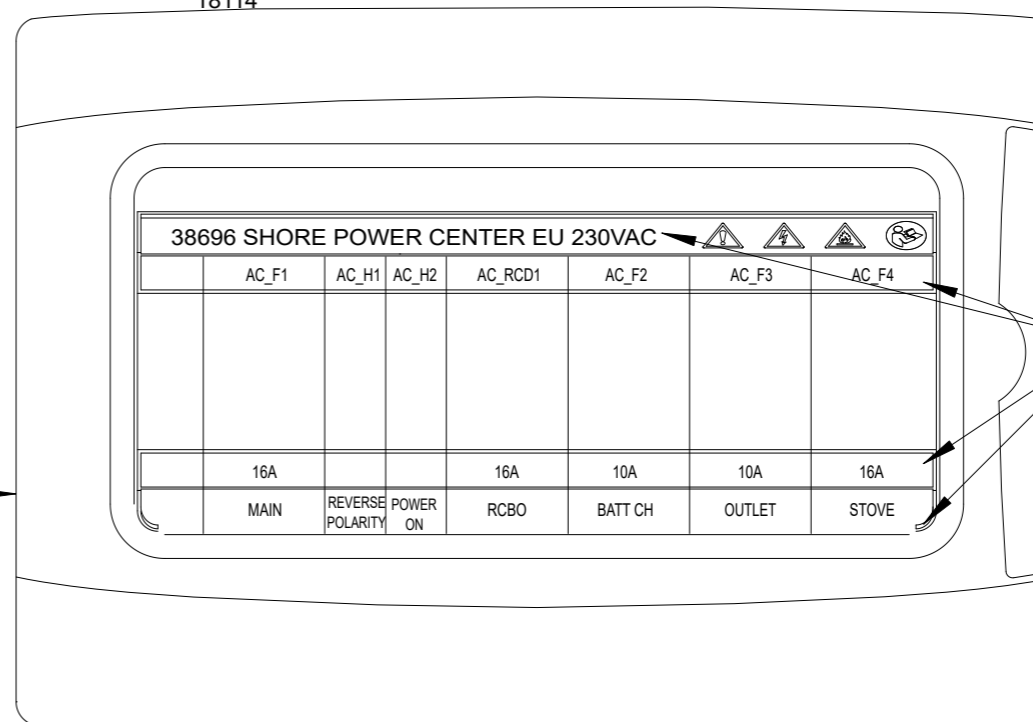 18114
38696 SHORE POWER CENTER EU 230VAC
AC_F1 AC_H1 AC_H2 AC_RCD1 AC_F2 AC_F3 AC_F4
16A 16A 10A 10A 16A
MAIN REVERSE POLARITY POWER ON RCBO BATT CH OUTLET STOVE